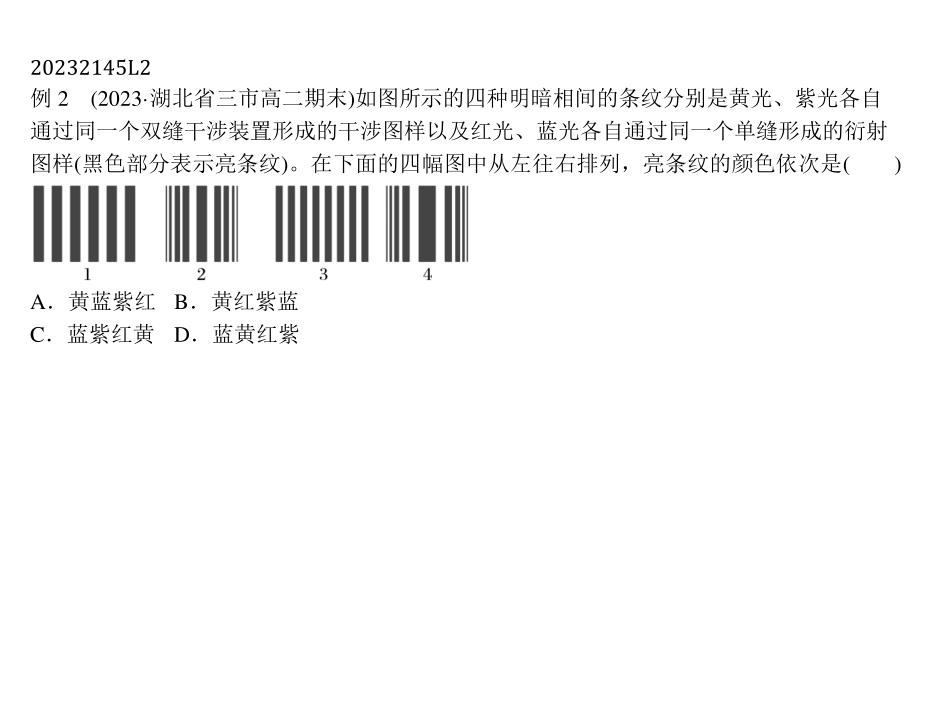 20232145L2
例 2 (2023·湖北省三市高二期末)如图所示的四种明暗相间的条纹分别是黄光、紫光各自
通过同一个双缝干涉装置形成的干涉图样以及红光、蓝光各自通过同一个单缝形成的衍射
图样(黑色部分表示亮条纹)。在下面的四幅图中从左往右排列，亮条纹的颜色依次是(  )
1 2 3 4
A．黄蓝紫红 B．黄红紫蓝
C．蓝紫红黄 D．蓝黄红紫